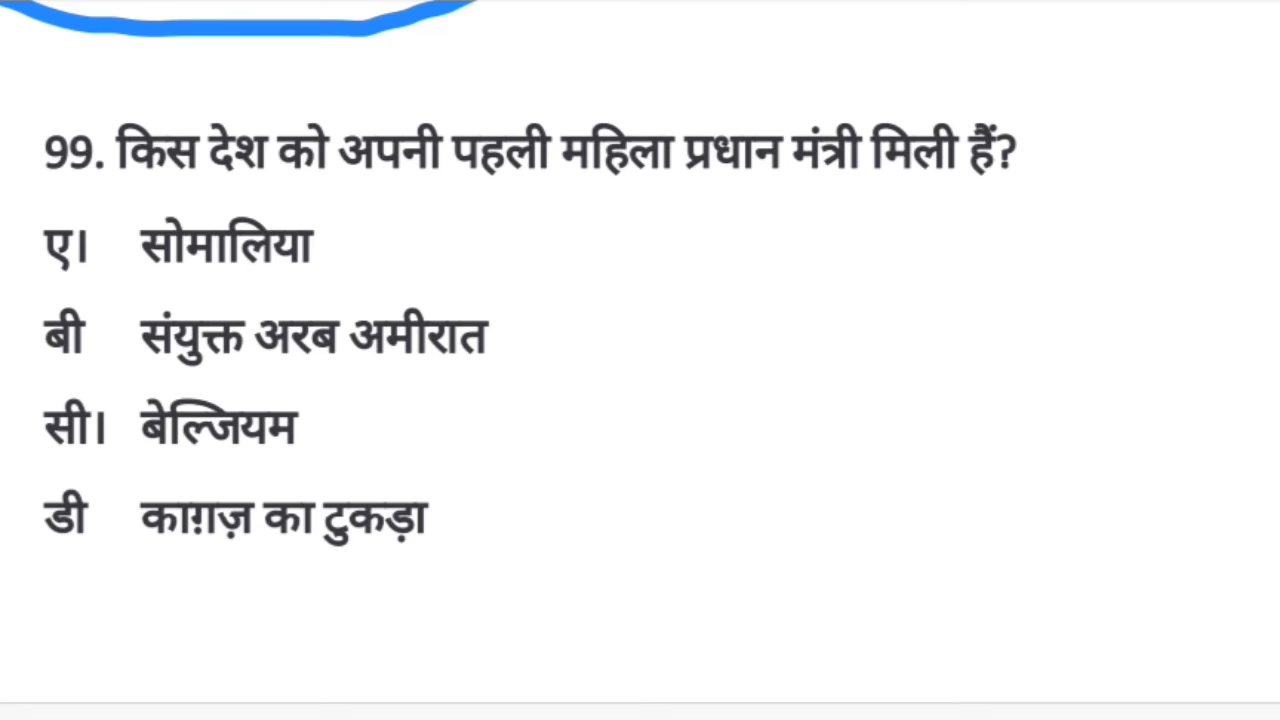 99. किस देश को अपनी पहली महिला प्रधान मंत्री मिली हैं?
ए। सोमालिया
बी संयुक्त अरब अमीरात
सी। बेल्जियम
डी काग़ज़ का टुकड़ा